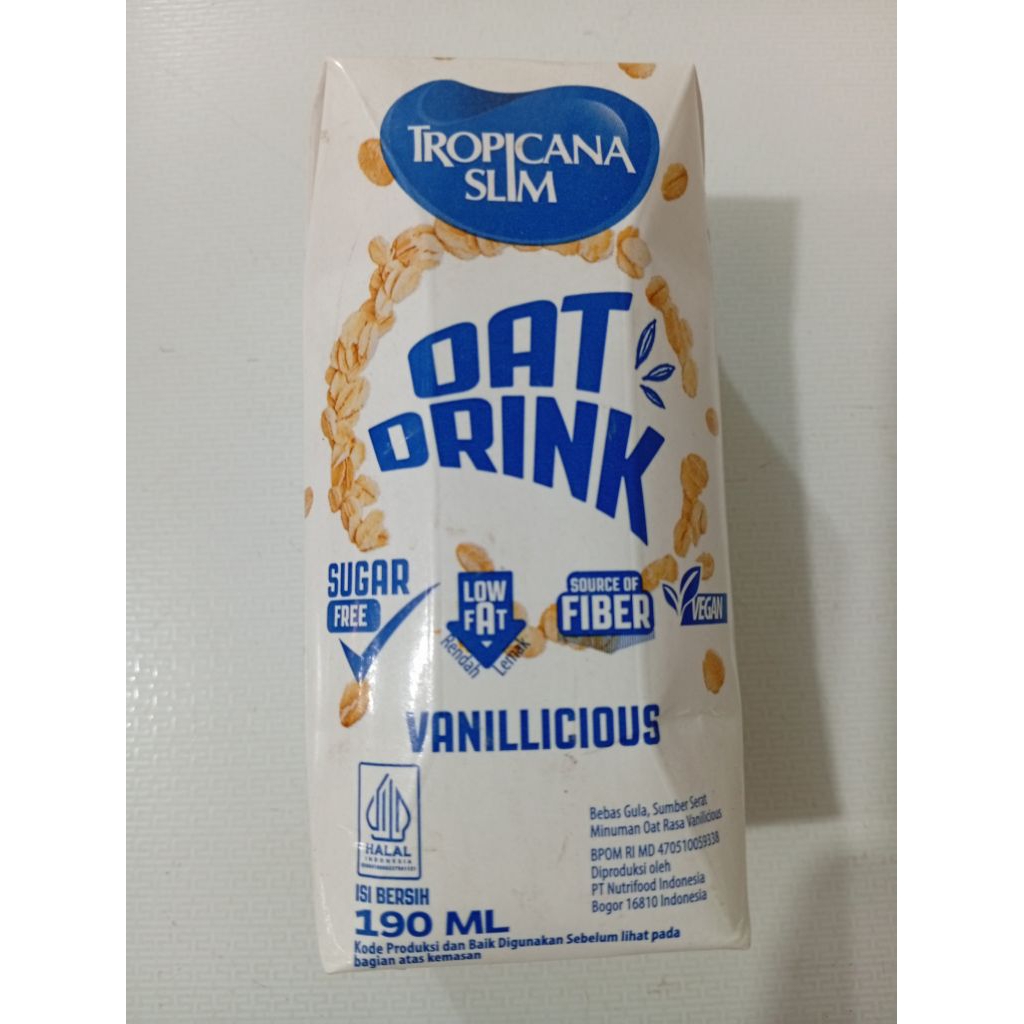 TROPICANA
SLIM
OAT
DRINK
SUGAR
FREE
LOW
FAT
Rendah Lemak
SOURCE OF
FIBER
VEGAN
VANILLICIOUS
HALAL
INDONESIA
Bebas Gula, Sumber Serat
Minuman Oat Rasa Vanilicious
BPOM RI MD 470510059338
Diproduksi oleh
PT Nutrifood Indonesia
Bogor 16810 Indonesia
ISI BERSIH
190 ML
Kode Produksi dan Baik Digunakan Sebelum lihat pada
bagian atas kemasan